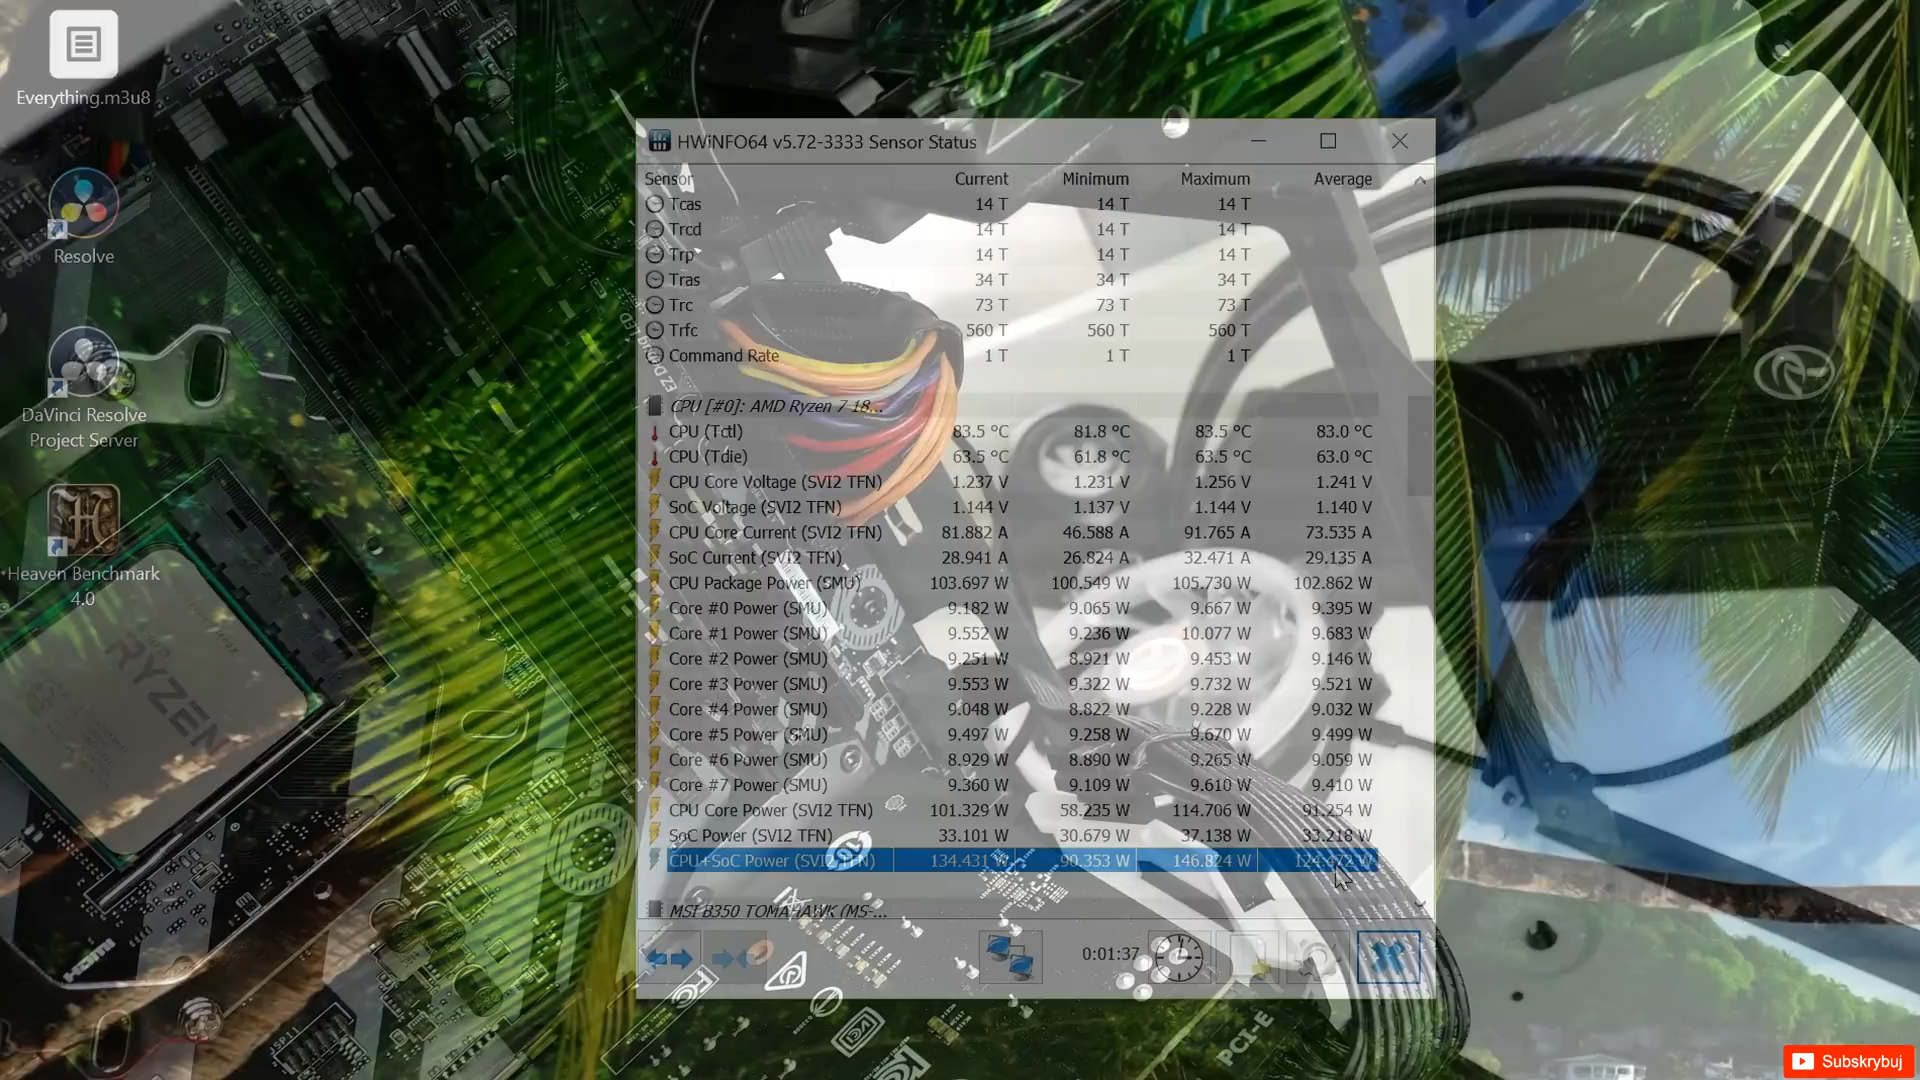 Everything.m3u8
Resolve
DaVinci Resolve
Project Server
Heaven Benchmark
4.0
RYZEN
HWiNFO64 v5.72-3333 Sensor Status
Sensor Current Minimum Maximum Average
Tcas 14 T 14 T 14 T
Trcd 14 T 14 T 14 T
Trp 14 T 14 T 14 T
Tras 34 T 34 T 34 T
Trc 73 T 73 T 73 T
Trfc 560 T 560 T 560 T
Command Rate 1 T 1 T 1 T
CPU [#0]: AMD Ryzen 7 18...
CPU (Tctl) 83.5 °C 81.8 °C 83.5 °C 83.0 °C
CPU (Tdie) 63.5 °C 61.8 °C 63.5 °C 63.0 °C
CPU Core Voltage (SVI2 TFN) 1.237 V 1.231 V 1.256 V 1.241 V
SoC Voltage (SVI2 TFN) 1.144 V 1.137 V 1.144 V 1.140 V
CPU Core Current (SVI2 TFN) 81.882 A 46.588 A 91.765 A 73.535 A
SoC Current (SVI2 TFN) 28.941 A 26.824 A 32.471 A 29.135 A
CPU Package Power (SMU) 103.697 W 100.549 W 105.730 W 102.862 W
Core #0 Power (SMU) 9.182 W 9.065 W 9.667 W 9.395 W
Core #1 Power (SMU) 9.552 W 9.236 W 10.077 W 9.683 W
Core #2 Power (SMU) 9.251 W 8.921 W 9.453 W 9.146 W
Core #3 Power (SMU) 9.553 W 9.322 W 9.732 W 9.521 W
Core #4 Power (SMU) 9.048 W 8.822 W 9.228 W 9.032 W
Core #5 Power (SMU) 9.497 W 9.258 W 9.670 W 9.499 W
Core #6 Power (SMU) 8.929 W 8.890 W 9.265 W 9.059 W
Core #7 Power (SMU) 9.360 W 9.109 W 9.610 W 9.410 W
CPU Core Power (SVI2 TFN) 101.329 W 58.235 W 114.706 W 91.254 W
SoC Power (SVI2 TFN) 33.101 W 30.679 W 37.138 W 33.218 W
CPU+SoC Power (SVI2 TFN) 134.431 W 90.353 W 146.824 W 124.472 W
MSI B350 TOMAHAWK (MS-...
0:01:37
PCI-E
HDMI
EZ Debug LED
Subskrybuj